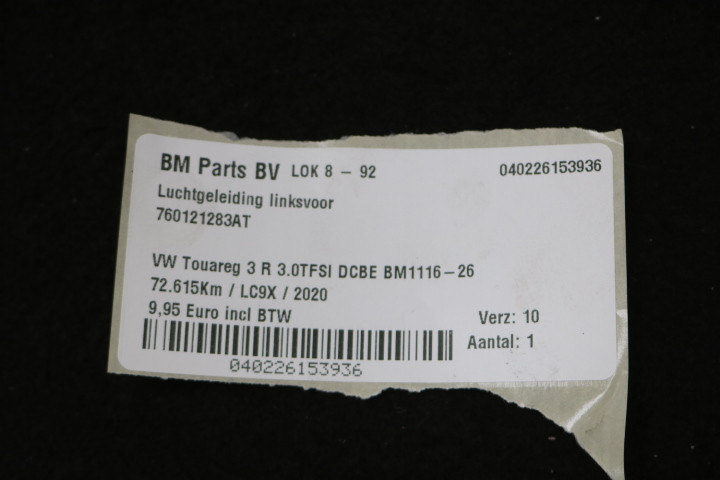 BM Parts BV LOK 8 - 92 040226153936
Luchtgeleiding linksvoor
760121283AT
VW Touareg 3 R 3.0TFSI DCBE BM1116-26
72.615Km / LC9X / 2020
9,95 Euro incl BTW Verz: 10
Aantal: 1
040226153936